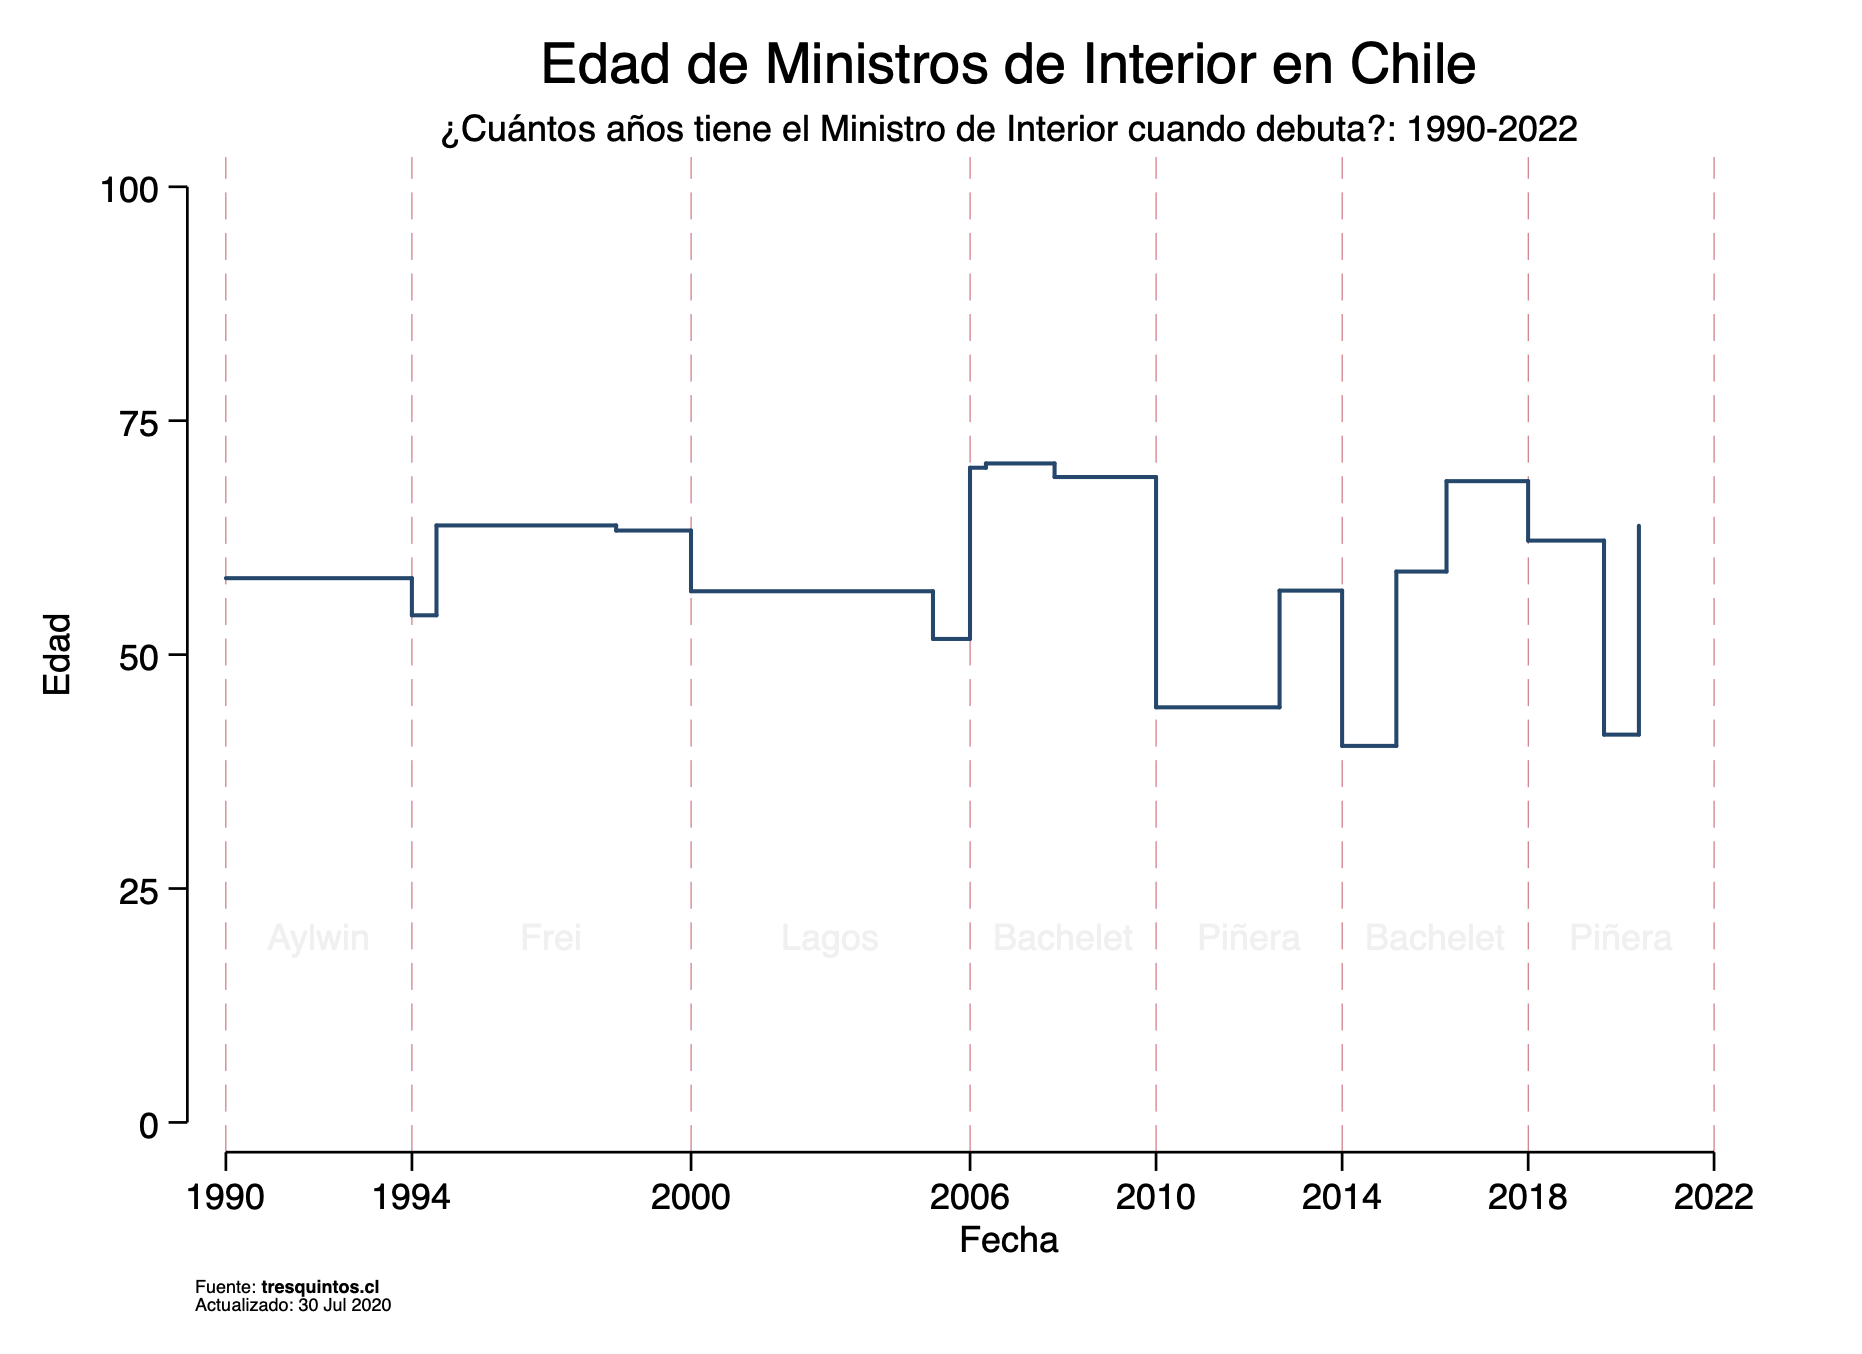 Edad de Ministros de Interior en Chile
¿Cuántos años tiene el Ministro de Interior cuando debuta?: 1990-2022
100
75
50
25
0
Edad
Aylwin Frei Lagos Bachelet Piñera Bachelet Piñera
1990 1994 2000 2006 2010 2014 2018 2022
Fecha
Fuente: tresquintos.cl
Actualizado: 30 Jul 2020